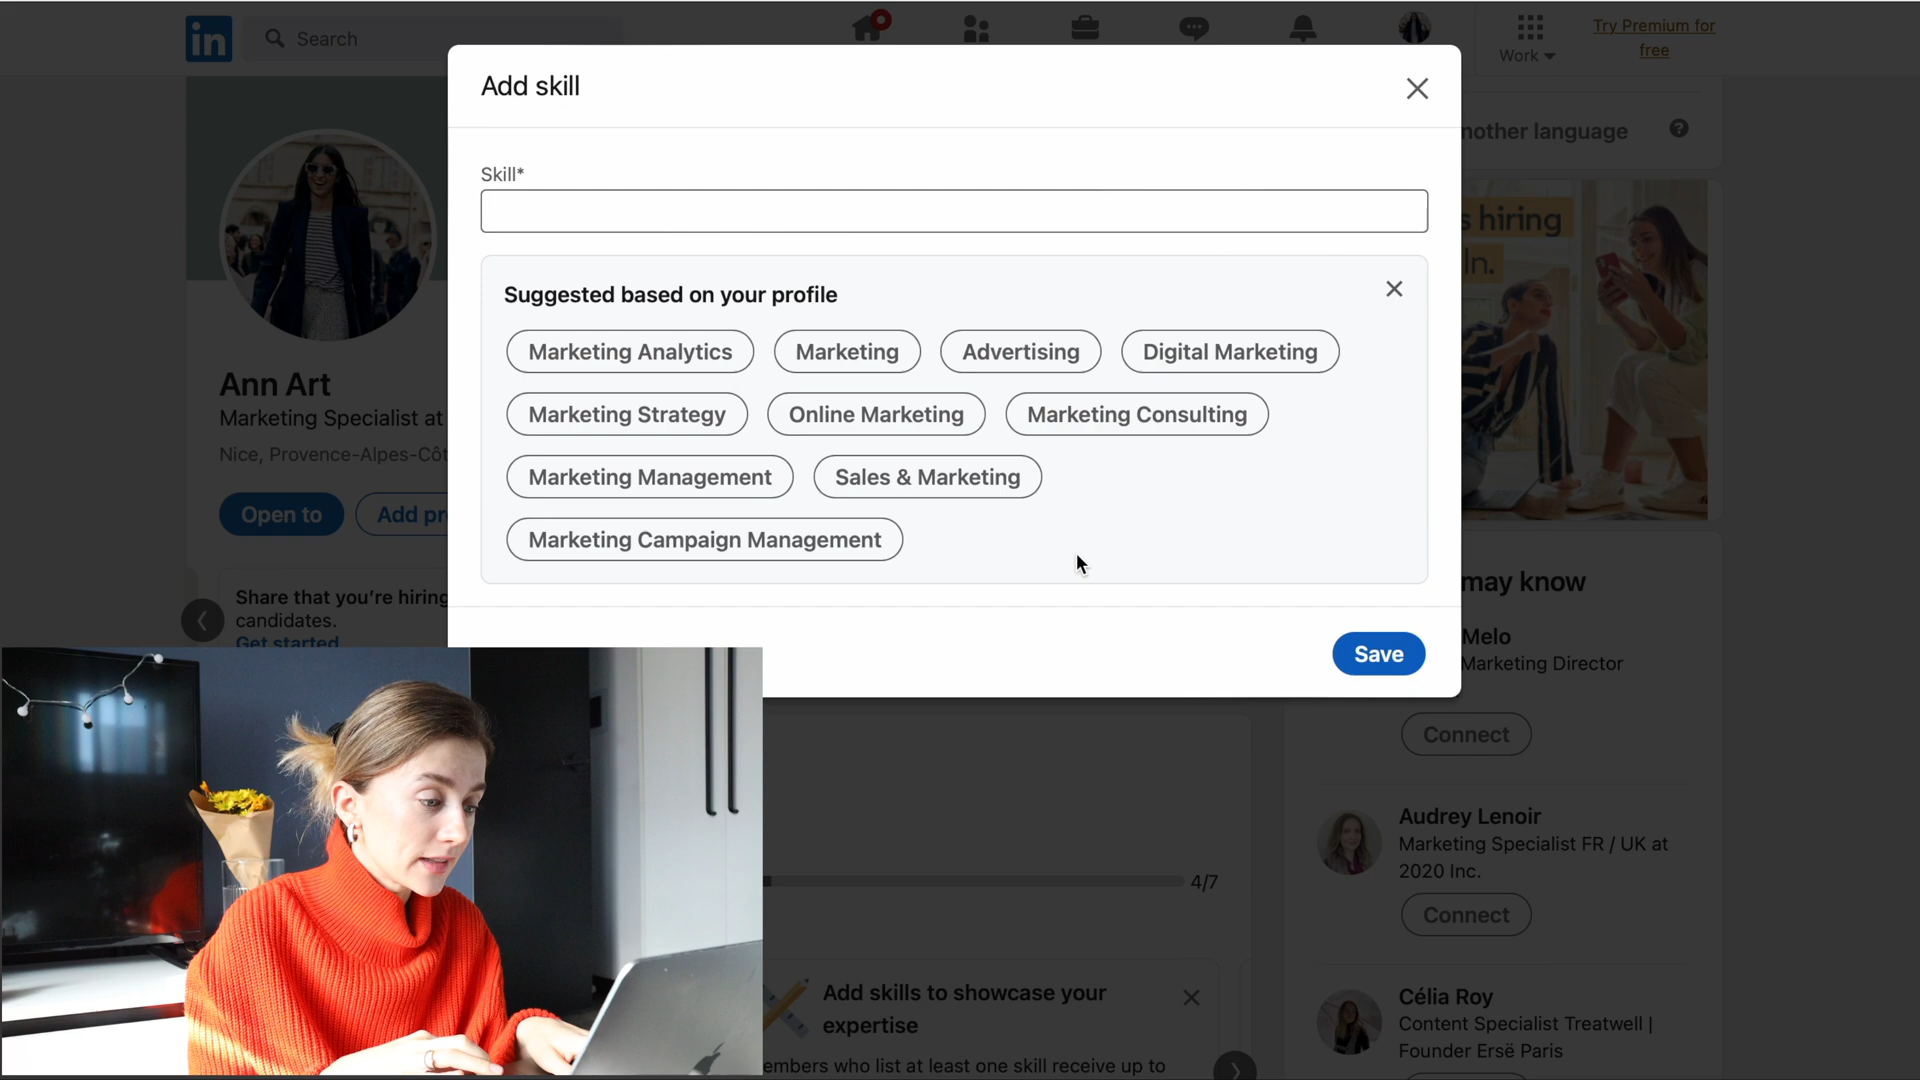 in
Search
Work
Try Premium for
free
Add skill
Skill*
Suggested based on your profile
Marketing Analytics
Marketing
Advertising
Digital Marketing
Marketing Strategy
Online Marketing
Marketing Consulting
Marketing Management
Sales & Marketing
Marketing Campaign Management
Save
Ann Art
Marketing Specialist at
Nice, Provence-Alpes-Côt
Open to
Add pr
Share that you're hiring
candidates.
Get started
nother language
?
s hiring
In.
may know
Melo
Marketing Director
Connect
Audrey Lenoir
Marketing Specialist FR / UK at
2020 Inc.
Connect
Célia Roy
Content Specialist Treatwell |
Founder Ersë Paris
4/7
Add skills to showcase your
expertise
embers who list at least one skill receive up to